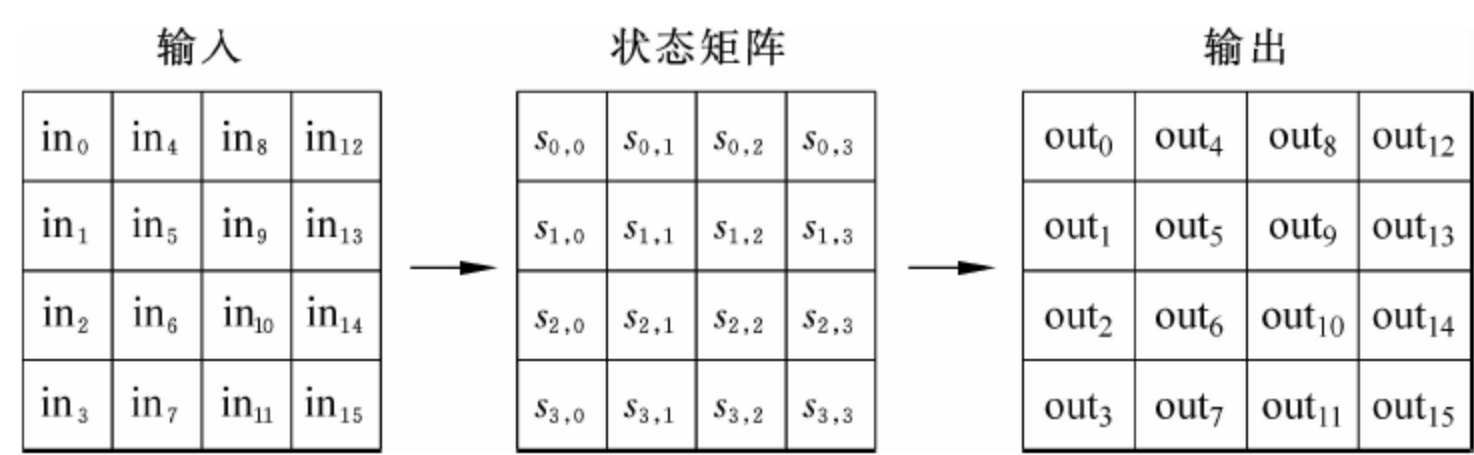 输入 状态矩阵 输出
in₀ in₄ in₈ in₁₂ s₀,₀ s₀,₁ s₀,₂ s₀,₃ out₀ out₄ out₈ out₁₂
in₁ in₅ in₉ in₁₃ s₁,₀ s₁,₁ s₁,₂ s₁,₃ out₁ out₅ out₉ out₁₃
in₂ in₆ in₁₀ in₁₄ s₂,₀ s₂,₁ s₂,₂ s₂,₃ out₂ out₆ out₁₀ out₁₄
in₃ in₇ in₁₁ in₁₅ s₃,₀ s₃,₁ s₃,₂ s₃,₃ out₃ out₇ out₁₁ out₁₅